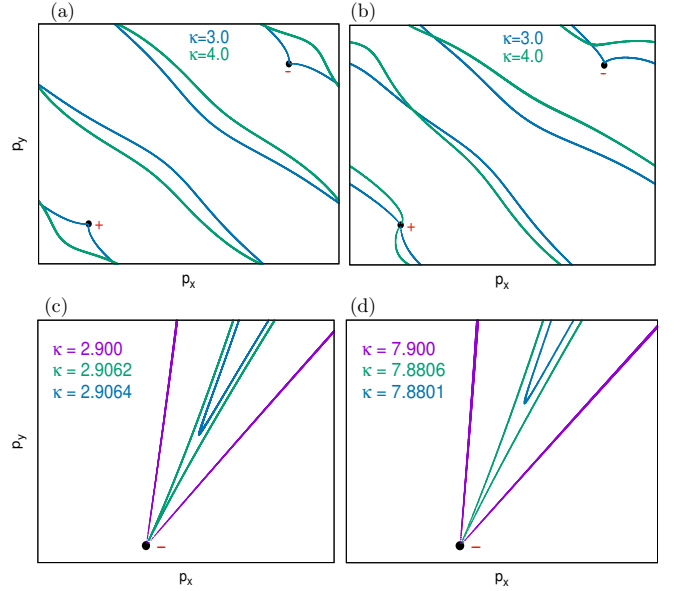 (a)
(b)
κ=3.0
κ=4.0
κ=3.0
κ=4.0
−
−
p_y
+
+
p_x
p_x
(c)
(d)
κ = 2.900
κ = 2.9062
κ = 2.9064
κ = 7.900
κ = 7.8806
κ = 7.8801
p_y
−
−
p_x
p_x